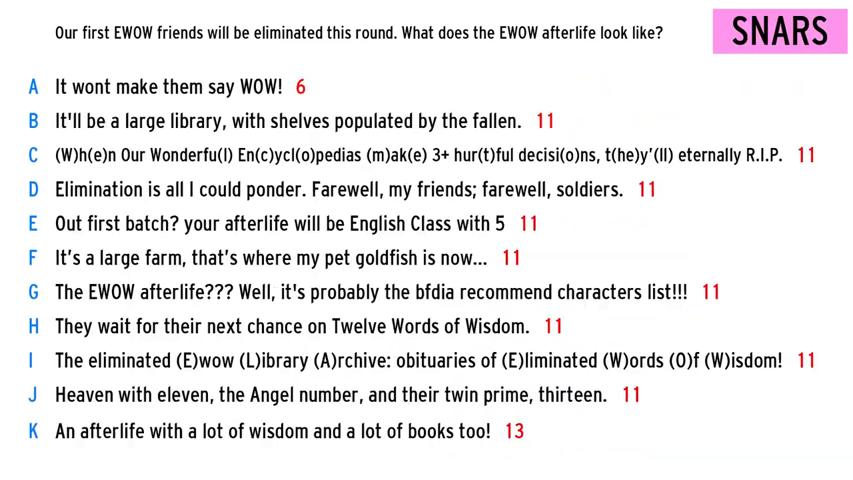 Our first EWOW friends will be eliminated this round. What does the EWOW afterlife look like?
SNARS
A It wont make them say WOW! 6
B It'll be a large library, with shelves populated by the fallen. 11
C (W)h(e)n Our Wonderfu(l) En(c)ycl(o)pedias (m)ak(e) 3+ hur(t)ful decisi(o)ns, t(he)y'(ll) eternally R.I.P. 11
D Elimination is all I could ponder. Farewell, my friends; farewell, soldiers. 11
E Out first batch? your afterlife will be English Class with 5 11
F It's a large farm, that's where my pet goldfish is now... 11
G The EWOW afterlife??? Well, it's probably the bfdia recommend characters list!!! 11
H They wait for their next chance on Twelve Words of Wisdom. 11
I The eliminated (E)wow (L)ibrary (A)rchive: obituaries of (E)liminated (W)ords (O)f (W)isdom! 11
J Heaven with eleven, the Angel number, and their twin prime, thirteen. 11
K An afterlife with a lot of wisdom and a lot of books too! 13